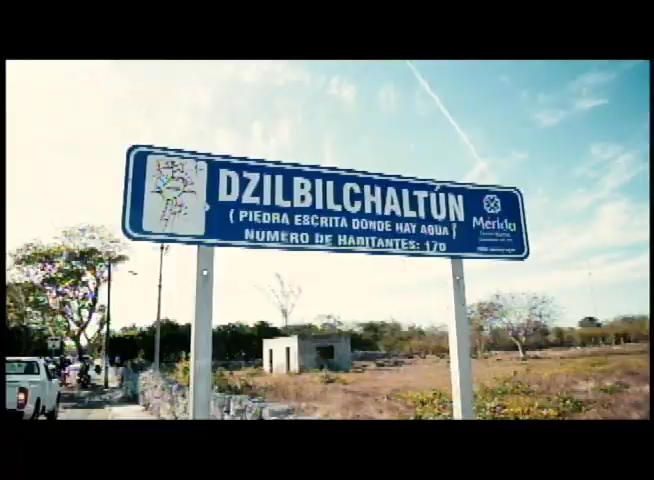 DZILBILCHALTÚN
( PIEDRA ESCRITA DONDE HAY AGUA )
NUMERO DE HABITANTES: 170
Mérida